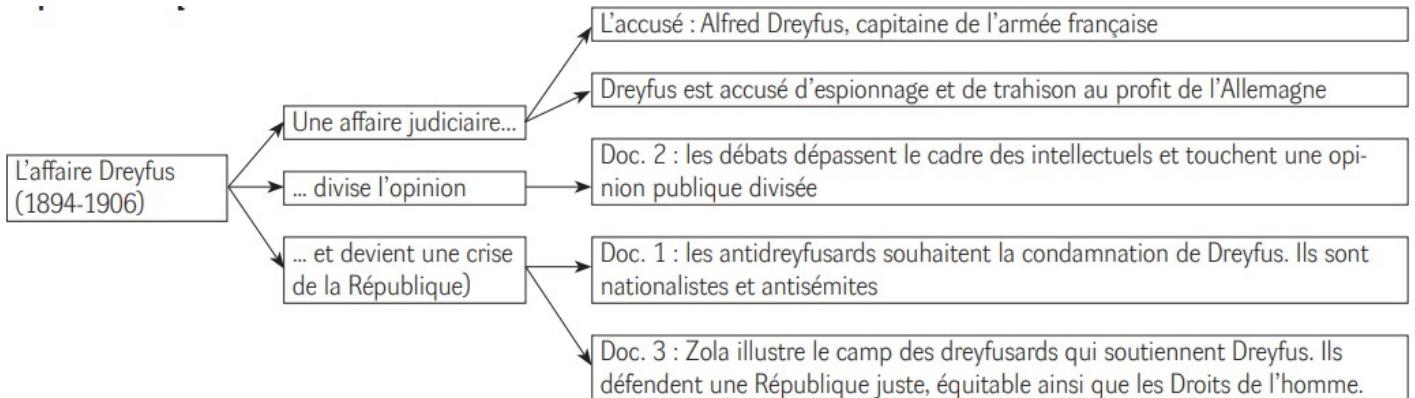 L'accusé : Alfred Dreyfus, capitaine de l'armée française
Dreyfus est accusé d'espionnage et de trahison au profit de l'Allemagne
Une affaire judiciaire...
L'affaire Dreyfus
(1894-1906)
... divise l'opinion
Doc. 2 : les débats dépassent le cadre des intellectuels et touchent une opi-
nion publique divisée
... et devient une crise
de la République)
Doc. 1 : les antidreyfusards souhaitent la condamnation de Dreyfus. Ils sont
nationalistes et antisémites
Doc. 3 : Zola illustre le camp des dreyfusards qui soutiennent Dreyfus. Ils
défendent une République juste, équitable ainsi que les Droits de l'homme.